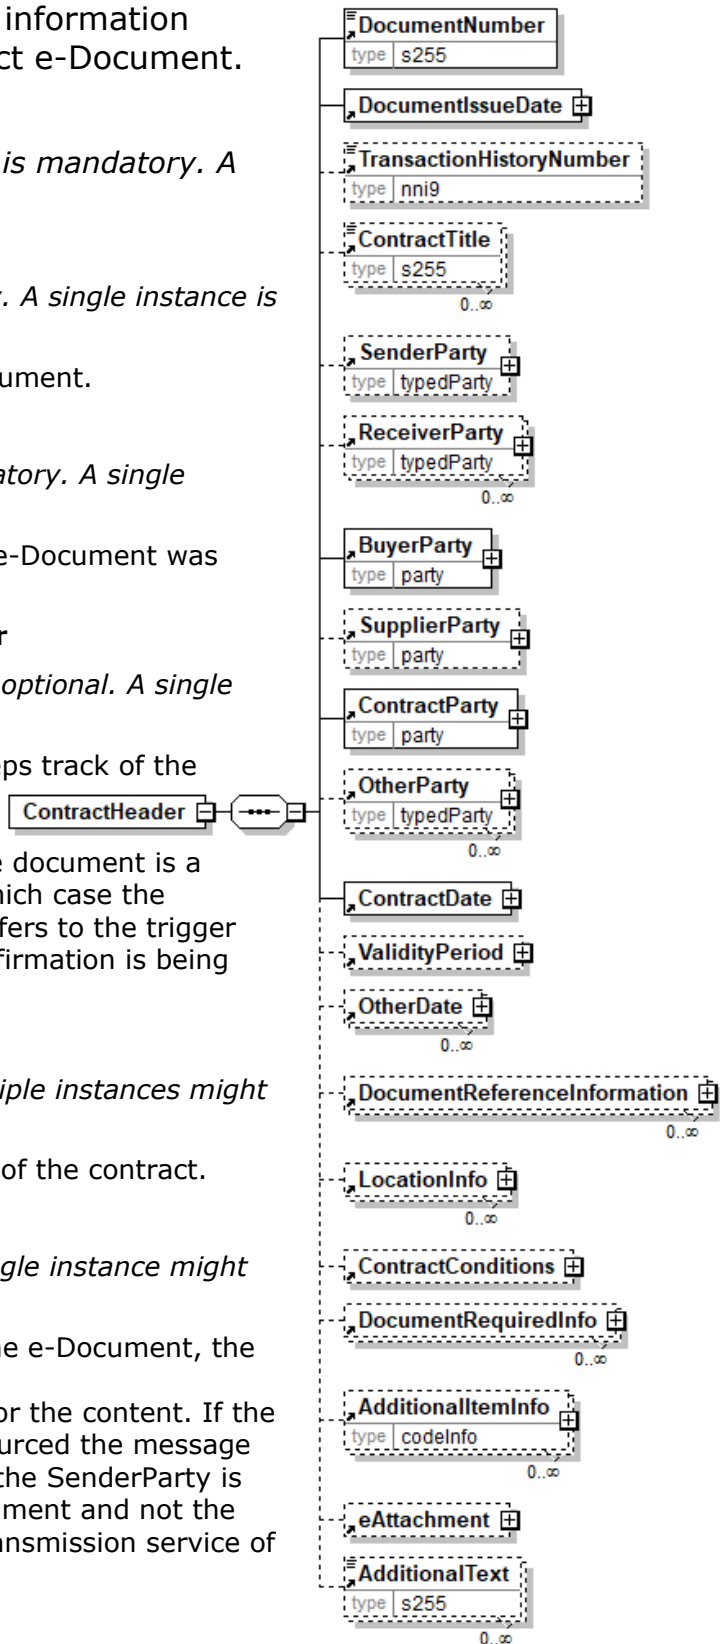 information
ct e-Document.
is mandatory. A
. A single instance is
ument.
atory. A single
e-Document was
r
optional. A single
eps track of the
e document is a
hich case the
fers to the trigger
firmation is being
iple instances might
of the contract.
gle instance might
ne e-Document, the
or the content. If the
urced the message
the SenderParty is
ment and not the
ansmission service of
ContractHeader
DocumentNumber
type s255
DocumentIssueDate
TransactionHistoryNumber
type nni9
ContractTitle
type s255
0..∞
SenderParty
type typedParty
ReceiverParty
type typedParty
0..∞
BuyerParty
type party
SupplierParty
type party
ContractParty
type party
OtherParty
type typedParty
0..∞
ContractDate
ValidityPeriod
OtherDate
0..∞
DocumentReferenceInformation
0..∞
LocationInfo
0..∞
ContractConditions
DocumentRequiredInfo
0..∞
AdditionalItemInfo
type codeInfo
0..∞
eAttachment
AdditionalText
type s255
0..∞